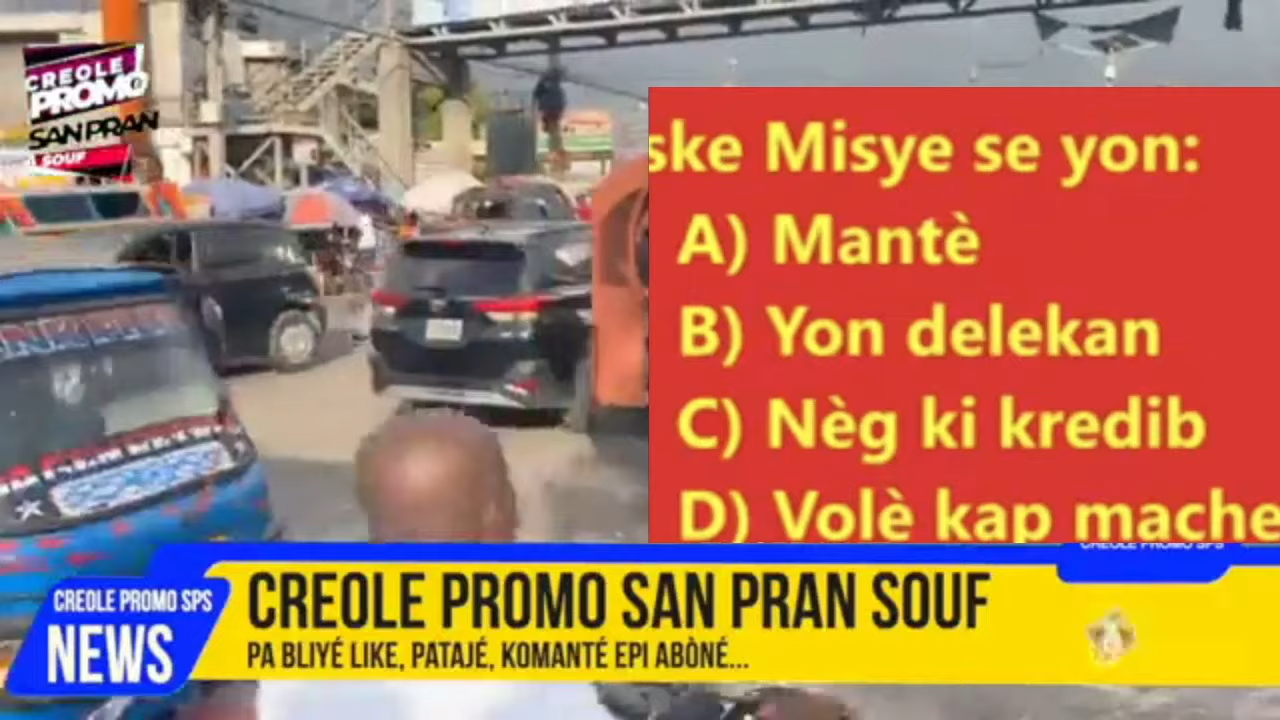 CREOLE
PROMO
SAN PRAN
SOUF
ske Misye se yon:
A) Mantè
B) Yon delekan
C) Nèg ki kredib
D) Volè kap mache
CREOLE PROMO SPS
CREOLE PROMO SPS
NEWS
CREOLE PROMO SAN PRAN SOUF
PA BLIYÉ LIKE, PATAJÉ, KOMANTÉ EPI ABÒNÉ...